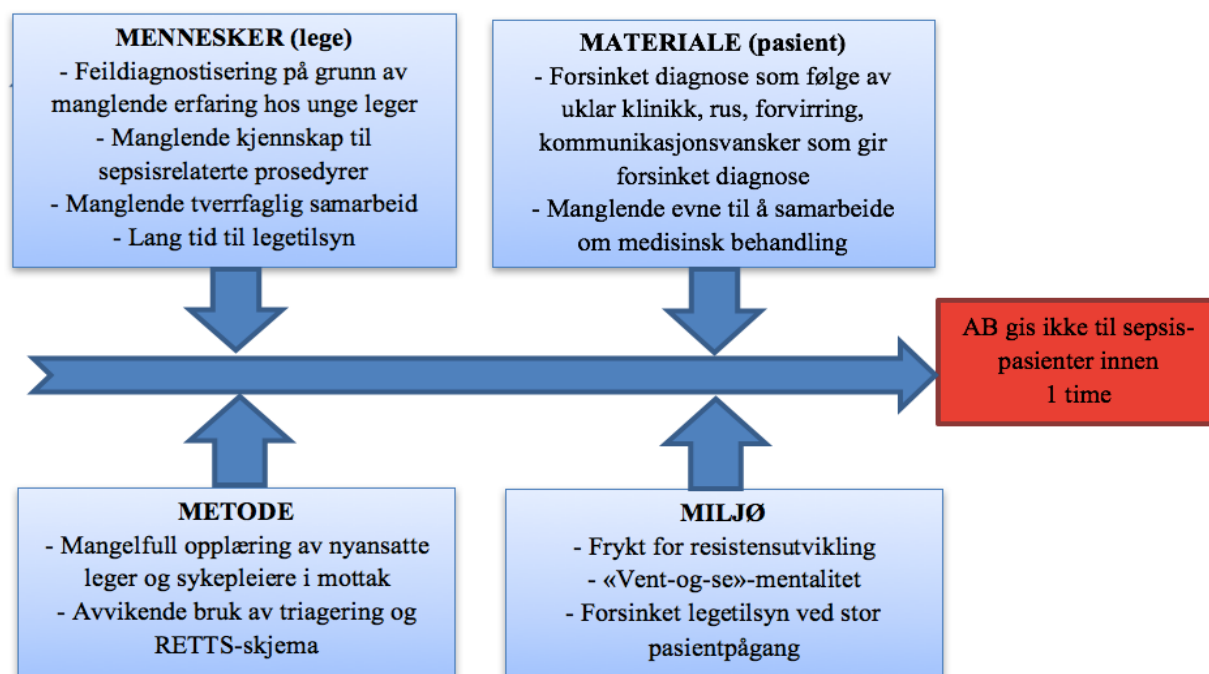 MENNESKER (lege)
- Feildiagnostisering på grunn av
manglende erfaring hos unge leger
- Manglende kjennskap til
sepsisrelaterte prosedyrer
- Manglende tverrfaglig samarbeid
- Lang tid til legetilsyn
MATERIALE (pasient)
- Forsinket diagnose som følge av
uklar klinikk, rus, forvirring,
kommunikasjonsvansker som gir
forsinket diagnose
- Manglende evne til å samarbeide
om medisinsk behandling
AB gis ikke til sepsis-
pasienter innen
1 time
METODE
- Mangelfull opplæring av nyansatte
leger og sykepleiere i mottak
- Avvikende bruk av triagering og
RETTS-skjema
MILJØ
- Frykt for resistensutvikling
- «Vent-og-se»-mentalitet
- Forsinket legetilsyn ved stor
pasientpågang